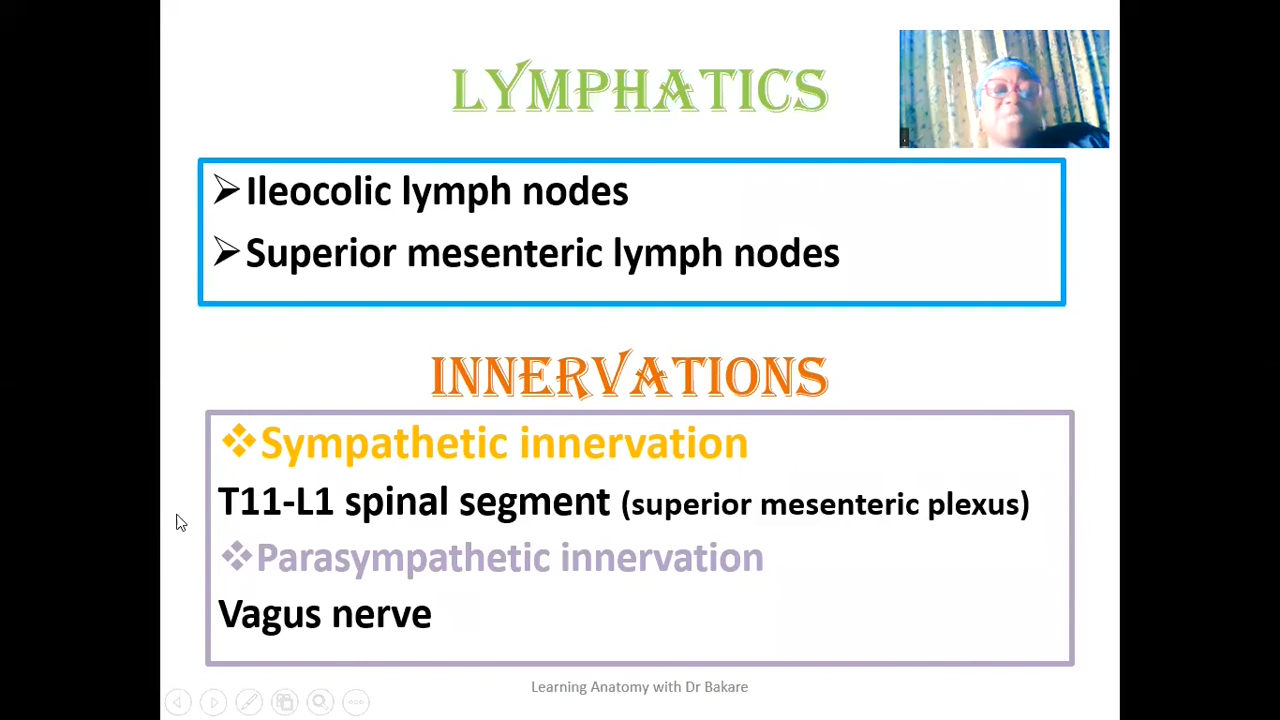 LYMPHATICS
Ileocolic lymph nodes
Superior mesenteric lymph nodes
INNERVATIONS
Sympathetic innervation
T11-L1 spinal segment (superior mesenteric plexus)
Parasympathetic innervation
Vagus nerve
Learning Anatomy with Dr Bakare